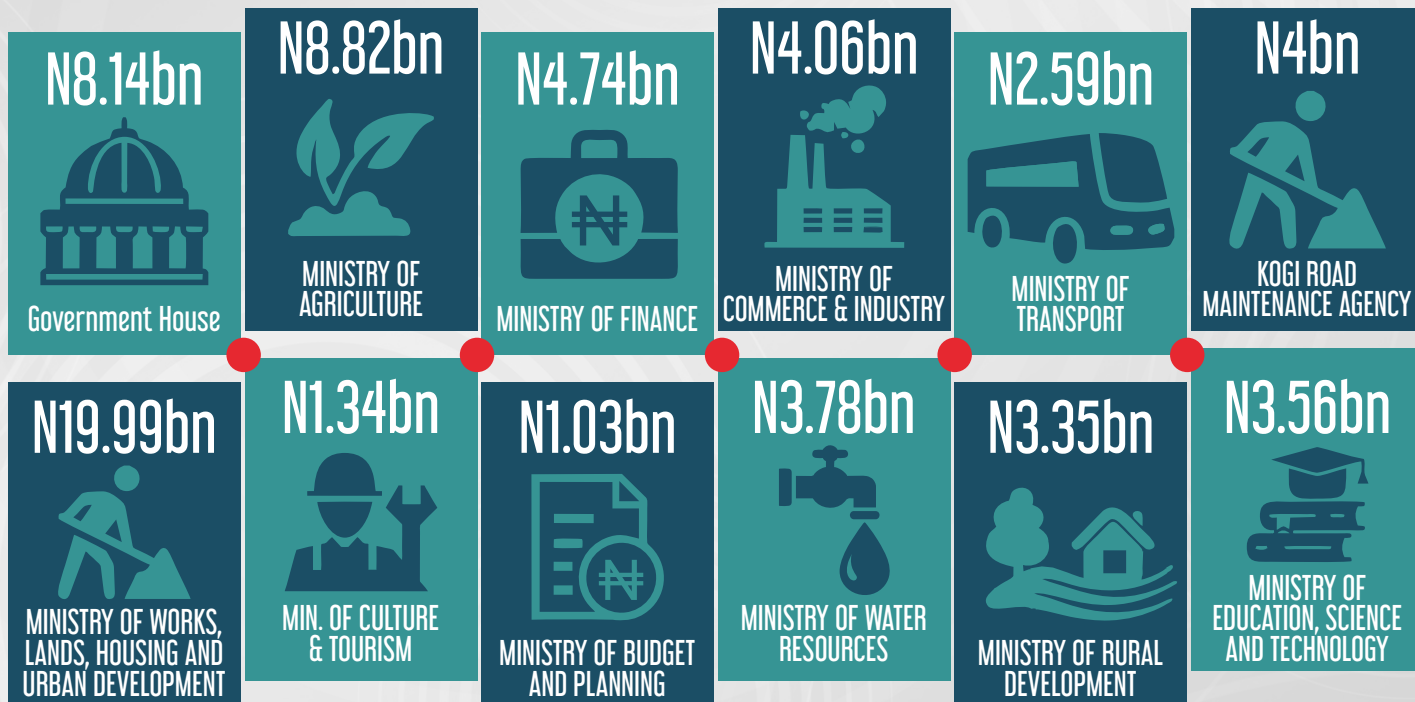 N8.14bn
Government House
N8.82bn
MINISTRY OF
AGRICULTURE
N4.74bn
MINISTRY OF FINANCE
N4.06bn
MINISTRY OF
COMMERCE & INDUSTRY
N2.59bn
MINISTRY OF
TRANSPORT
N4bn
KOGI ROAD
MAINTENANCE AGENCY
N19.99bn
MINISTRY OF WORKS,
LANDS, HOUSING AND
URBAN DEVELOPMENT
N1.34bn
MIN. OF CULTURE
& TOURISM
N1.03bn
MINISTRY OF BUDGET
AND PLANNING
N3.78bn
MINISTRY OF WATER
RESOURCES
N3.35bn
MINISTRY OF RURAL
DEVELOPMENT
N3.56bn
MINISTRY OF
EDUCATION, SCIENCE
AND TECHNOLOGY